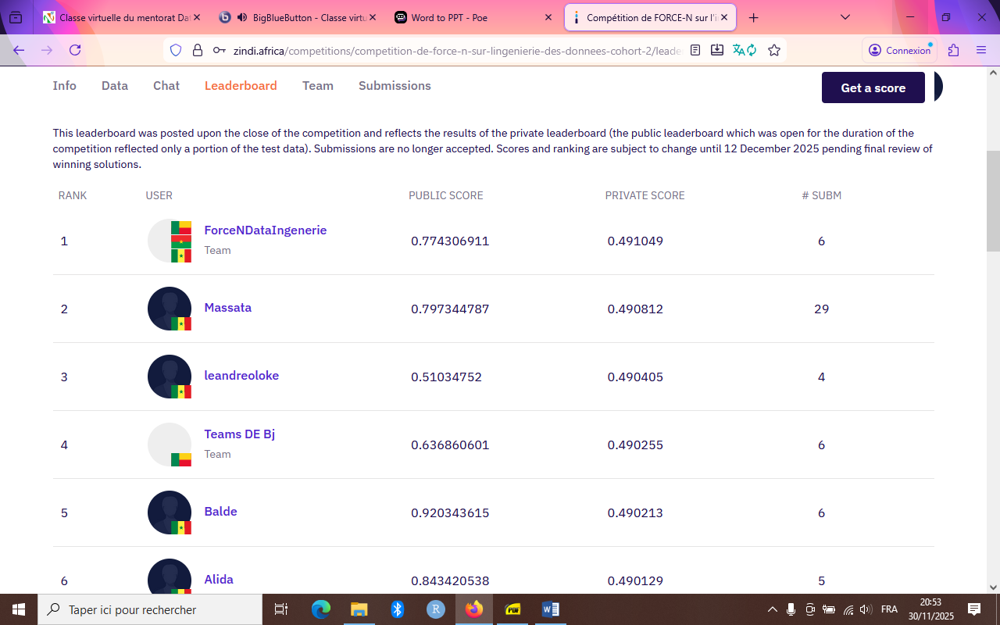 Classe virtuelle du mentorat Dat
BigBlueButton - Classe virtu
Word to PPT - Poe
Compétition de FORCE-N sur l'i
zindi.africa/competitions/competition-de-force-n-sur-lingenierie-des-donnees-cohort-2/leade
Connexion
Info
Data
Chat
Leaderboard
Team
Submissions
Get a score
This leaderboard was posted upon the close of the competition and reflects the results of the private leaderboard (the public leaderboard which was open for the duration of the
competition reflected only a portion of the test data). Submissions are no longer accepted. Scores and ranking are subject to change until 12 December 2025 pending final review of
winning solutions.
RANK USER PUBLIC SCORE PRIVATE SCORE # SUBM
1 ForceNDataIngenerie Team 0.774306911 0.491049 6
2 Massata 0.797344787 0.490812 29
3 leandreoloke 0.51034752 0.490405 4
4 Teams DE Bj Team 0.636860601 0.490255 6
5 Balde 0.920343615 0.490213 6
6 Alida 0.843420538 0.490129 5
Taper ici pour rechercher
R
PDF
FRA
20:53
30/11/2025